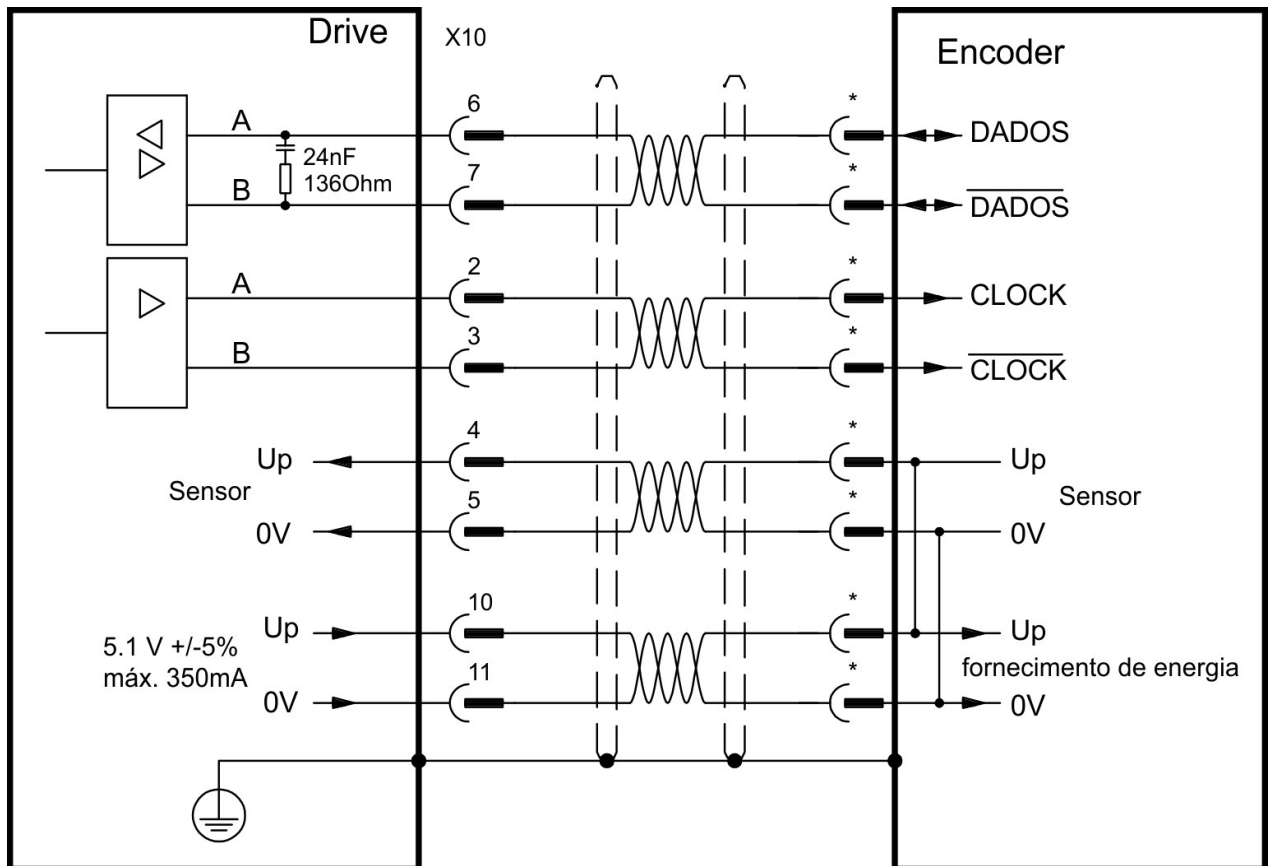 Drive
X10
Encoder
A
6
*
DADOS
24nF
136Ohm
B
7
*
DADOS
A
2
*
CLOCK
B
3
*
CLOCK
Up
4
*
Up
Sensor
Sensor
0V
5
*
0V
Up
10
*
Up
5.1 V +/-5%
máx. 350mA
fornecimento de energia
0V
11
*
0V